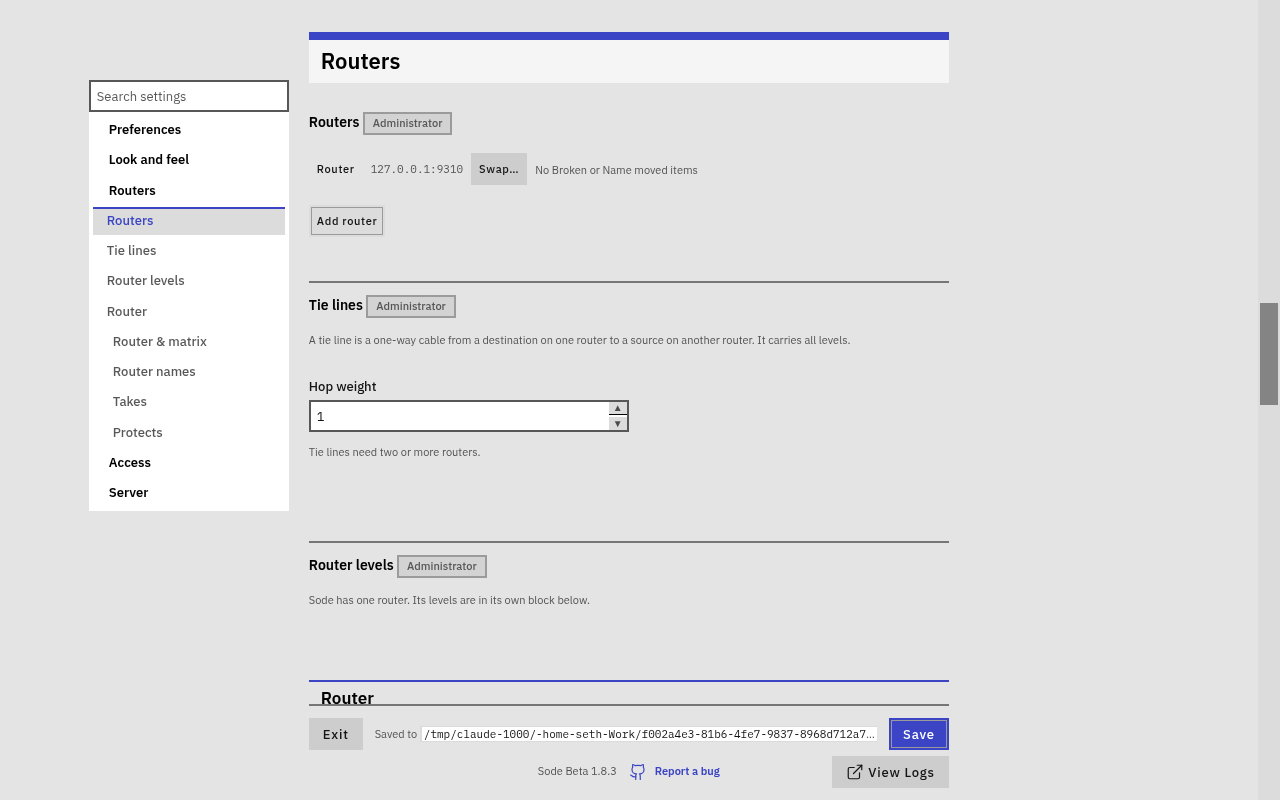 Routers
Search settings
Preferences
Look and feel
Routers
Routers
Tie lines
Router levels
Router
Router & matrix
Router names
Takes
Protects
Access
Server
Routers Administrator
Router 127.0.0.1:9310 Swap... No Broken or Name moved items
Add router
Tie lines Administrator
A tie line is a one-way cable from a destination on one router to a source on another router. It carries all levels.
Hop weight
1
Tie lines need two or more routers.
Router levels Administrator
Sode has one router. Its levels are in its own block below.
Router
Exit Saved to /tmp/claude-1000/-home-seth-Work/f002a4e3-81b6-4fe7-9837-8968d712a7... Save
Sode Beta 1.8.3 Report a bug View Logs